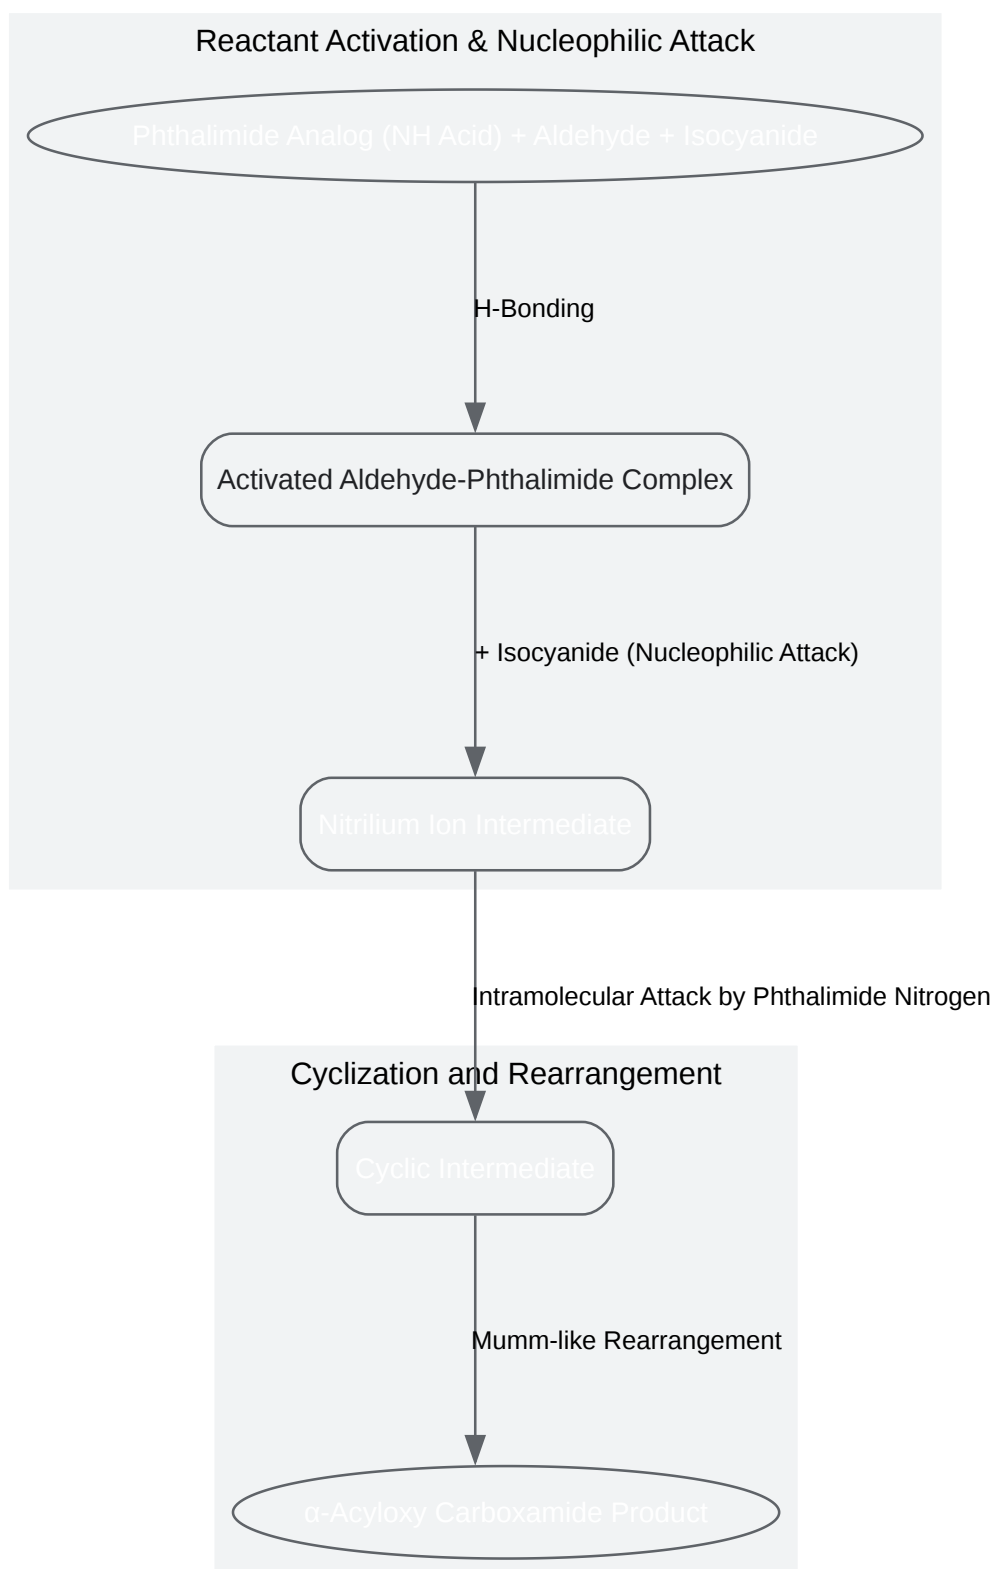 Reactant Activation & Nucleophilic Attack
Phthalimide Analog (NH Acid) + Aldehyde + Isocyanide
H-Bonding
Activated Aldehyde-Phthalimide Complex
+ Isocyanide (Nucleophilic Attack)
Nitrilium Ion Intermediate
Intramolecular Attack by Phthalimide Nitrogen
Cyclization and Rearrangement
Cyclic Intermediate
Mumm-like Rearrangement
α-Acyloxy Carboxamide Product